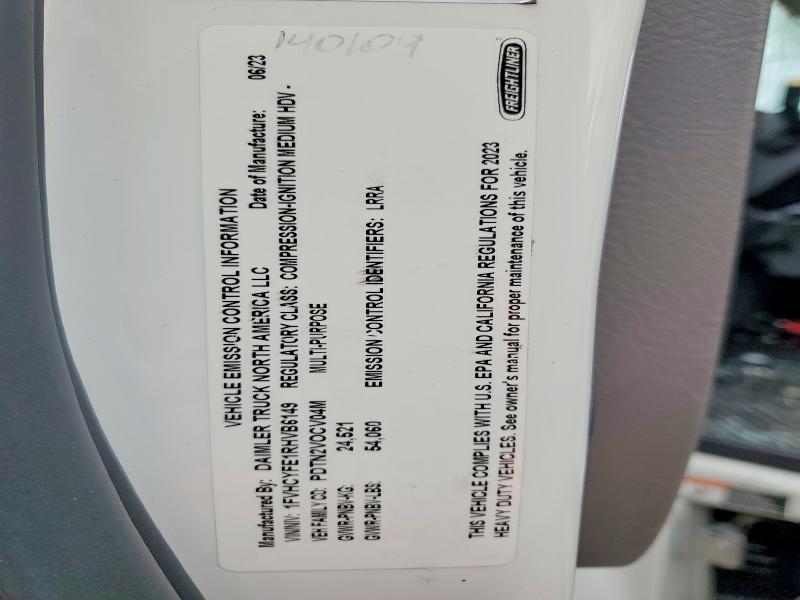 140109
FREIGHTLINER
VEHICLE EMISSION CONTROL INFORMATION
Manufactured By: DAIMLER TRUCK NORTH AMERICA LLC Date of Manufacture: 06/23
VIN/NIV: 1FVHCYFE1RHVB6149 REGULATORY CLASS: COMPRESSION-IGNITION MEDIUM HDV -
VEH FAMILY CO: PDTN2VOCV04M MULTI-PURPOSE
GVWR-PNBV-KG: 24,521
GVWR-PNBV-LBS: 54,060 EMISSION CONTROL IDENTIFIERS: LRRA
THIS VEHICLE COMPLIES WITH U.S. EPA AND CALIFORNIA REGULATIONS FOR 2023
HEAVY DUTY VEHICLES. See owner's manual for proper maintenance of this vehicle.